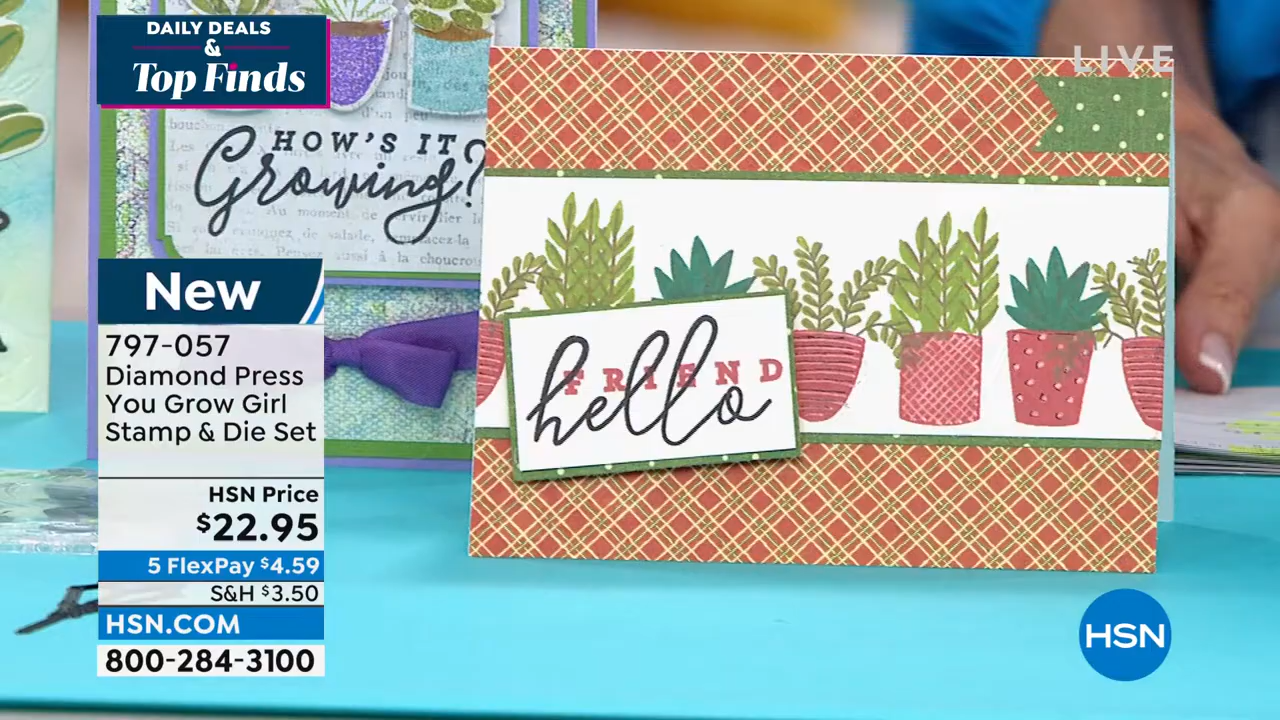 DAILY DEALS
&
Top Finds
LIVE
HOW'S IT
Growing?
New
797-057
Diamond Press
You Grow Girl
Stamp & Die Set
HSN Price
$22.95
5 FlexPay $4.59
S&H $3.50
HSN.COM
800-284-3100
FRIEND
hello
HSN